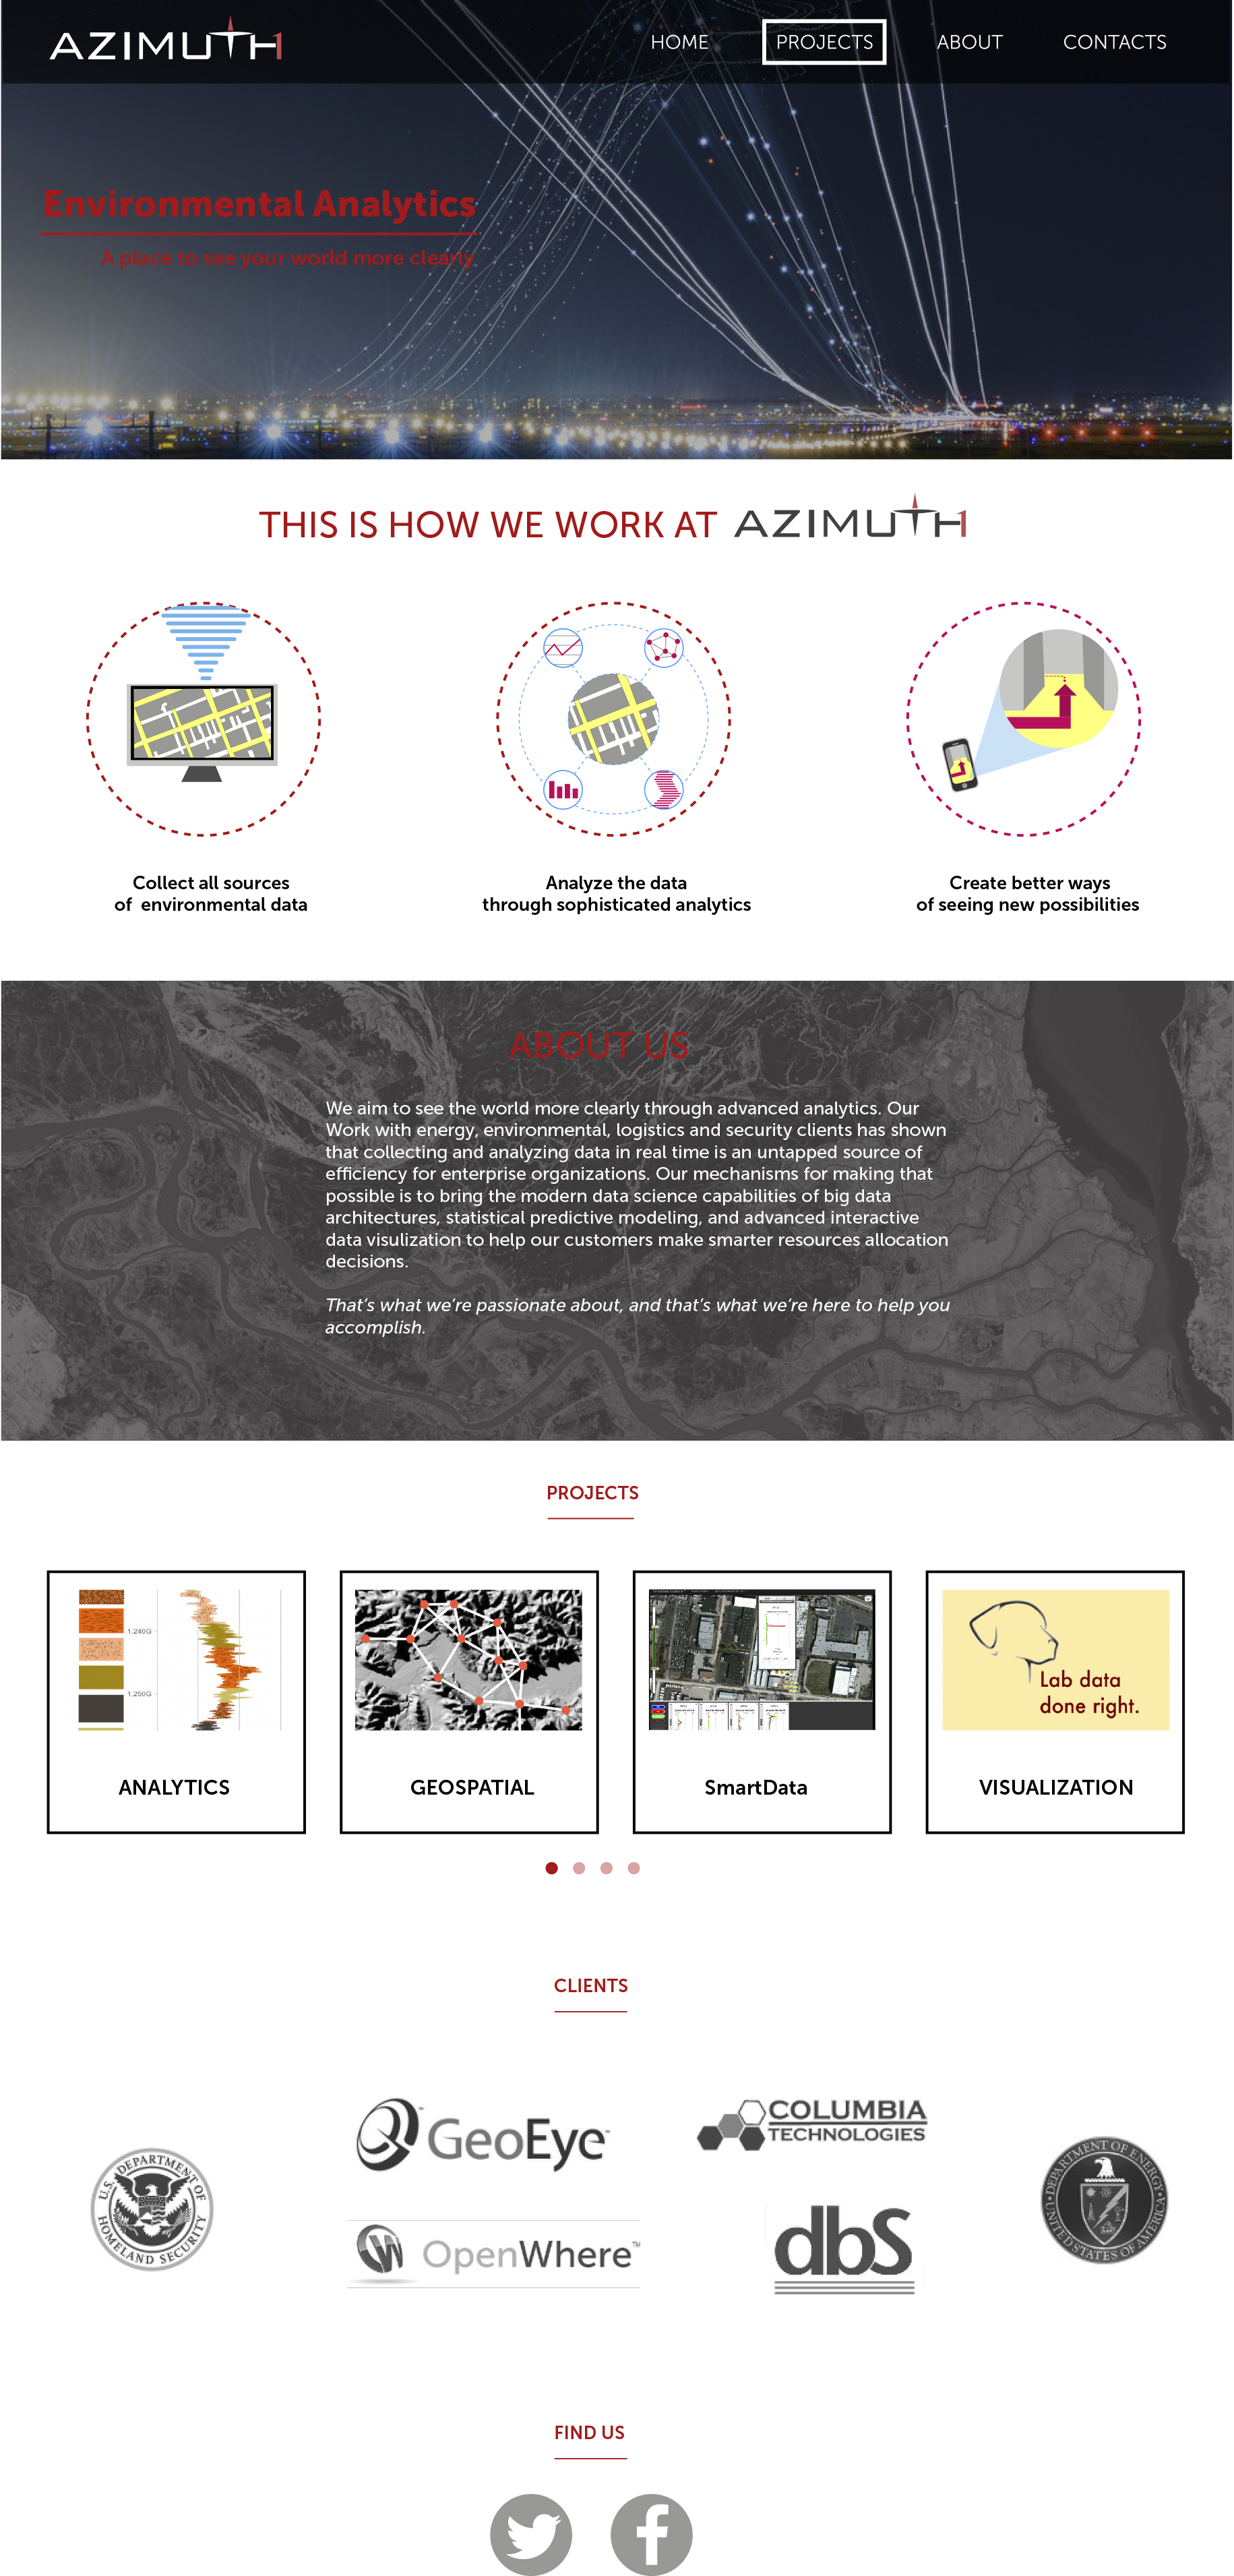 AZIMUTH1
HOME
PROJECTS
ABOUT
CONTACTS
Environmental Analytics
A place to see your world more clearly.
THIS IS HOW WE WORK AT AZIMUTH1
Collect all sources
of environmental data
Analyze the data
through sophisticated analytics
Create better ways
of seeing new possibilities
ABOUT US
We aim to see the world more clearly through advanced analytics. Our
Work with energy, environmental, logistics and security clients has shown
that collecting and analyzing data in real time is an untapped source of
efficiency for enterprise organizations. Our mechanisms for making that
possible is to bring the modern data science capabilities of big data
architectures, statistical predictive modeling, and advanced interactive
data visulization to help our customers make smarter resources allocation
decisions.
That's what we're passionate about, and that's what we're here to help you
accomplish.
PROJECTS
1,240G
1,250G
Lab data
done right.
ANALYTICS
GEOSPATIAL
SmartData
VISUALIZATION
CLIENTS
U.S. DEPARTMENT OF
HOMELAND SECURITY
GeoEye™
OpenWhere™
COLUMBIA
TECHNOLOGIES
dbS
DEPARTMENT OF ENERGY
UNITED STATES OF AMERICA
FIND US